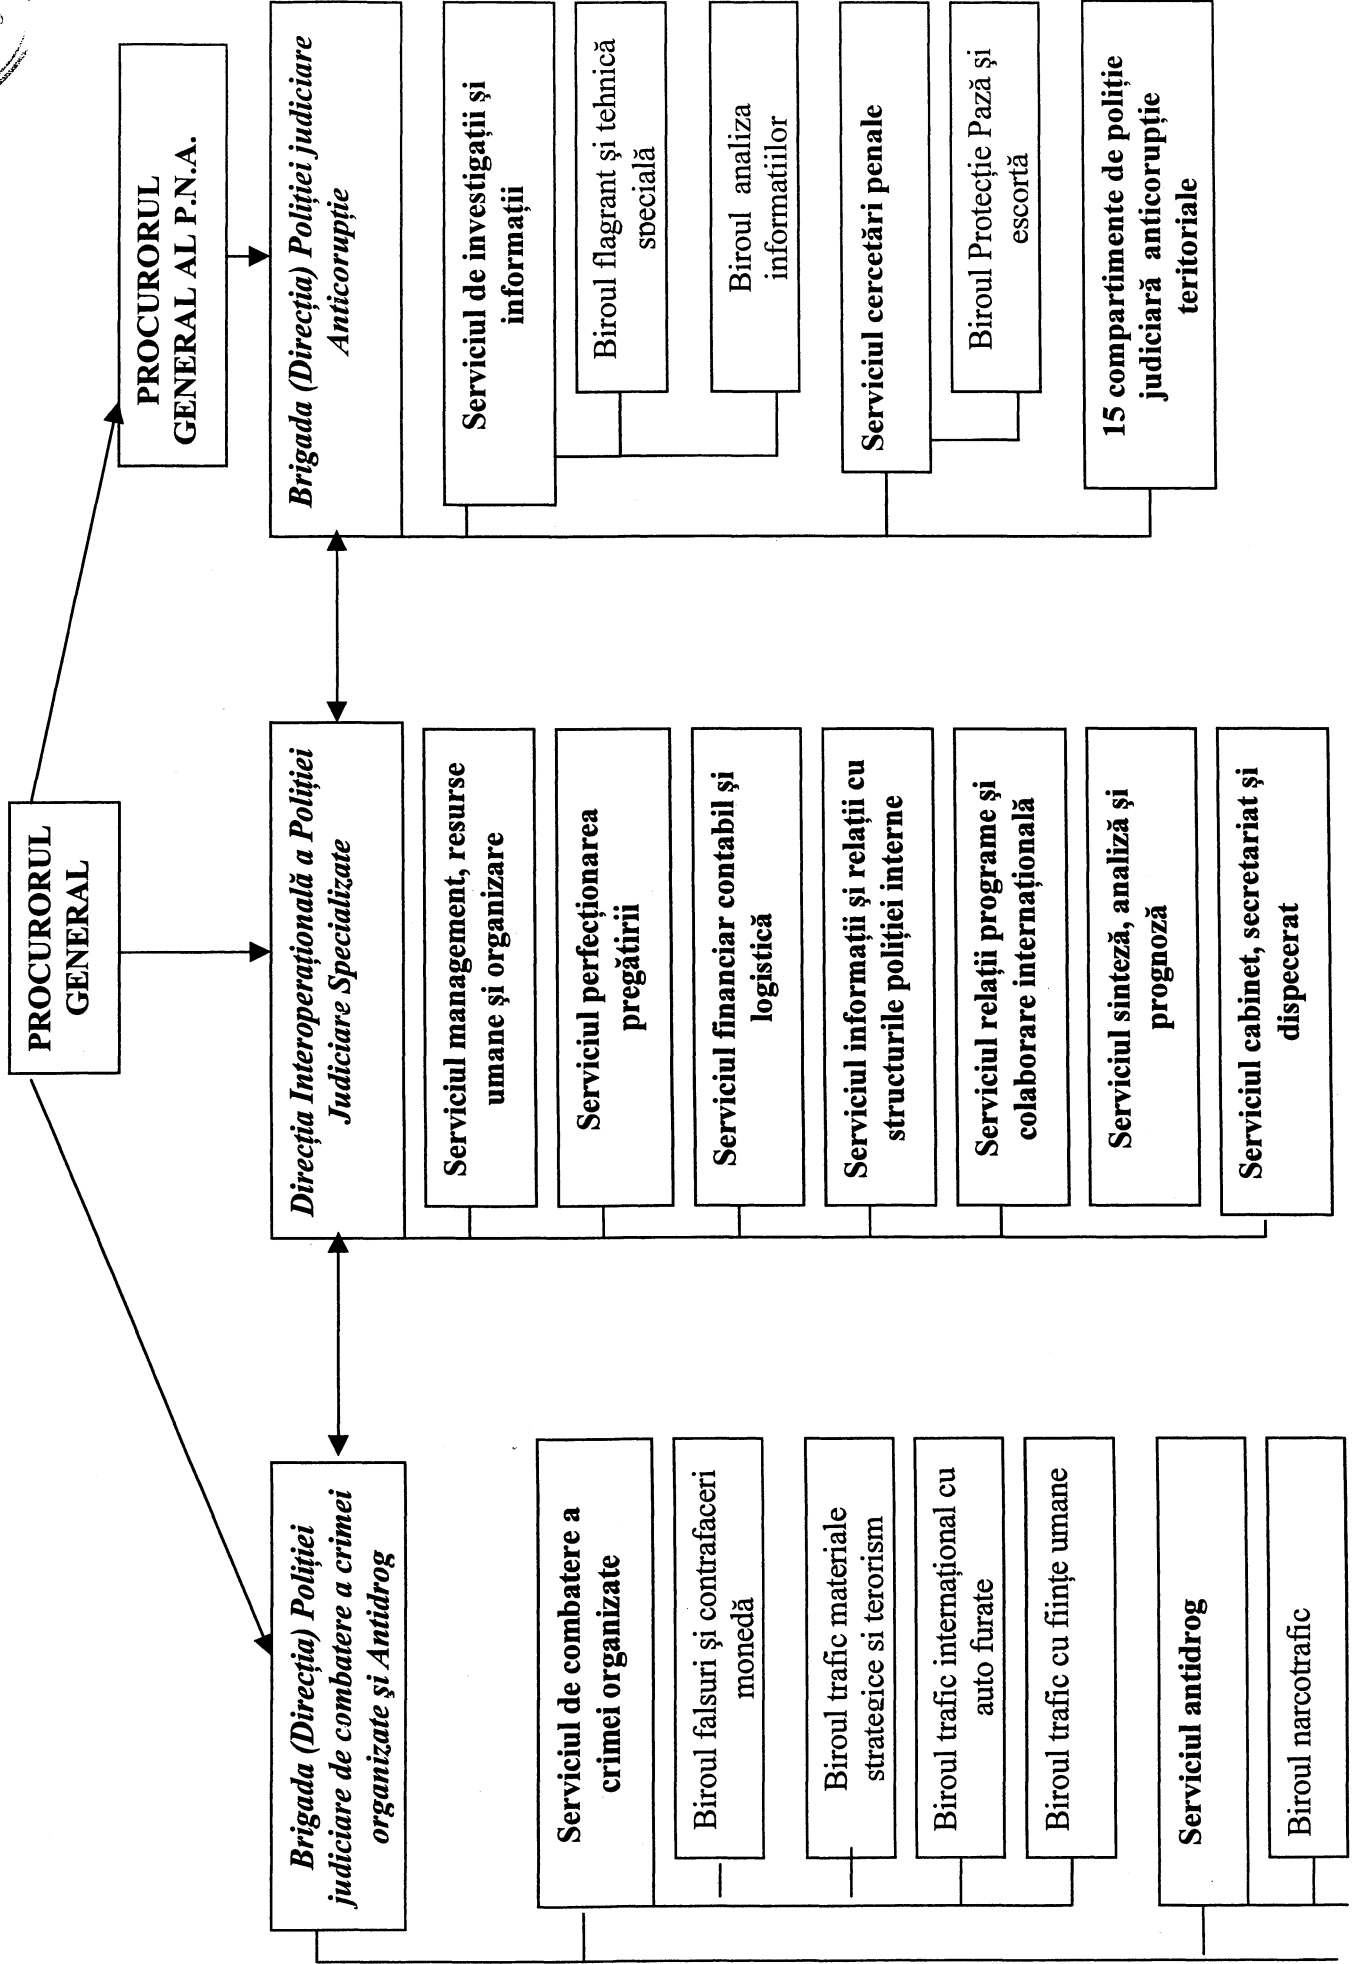 PROCURORUL
GENERAL
PROCURORUL
GENERAL AL P.N.A.
Brigada (Direcția) Poliției
judiciare de combatere a crimei
organizate și Antidrog
Serviciul de combatere a
crimei organizate
Biroul falsuri și contrafaceri
monedă
Biroul trafic materiale
strategice si terorism
Biroul trafic internațional cu
auto furate
Biroul trafic cu ființe umane
Serviciul antidrog
Biroul narcotrafic
Direcția Interoperațională a Poliției
Judiciare Specializate
Serviciul management, resurse
umane și organizare
Serviciul perfecționarea
pregătirii
Serviciul financiar contabil și
logistică
Serviciul informații și relații cu
structurile poliției interne
Serviciul relații programe și
colaborare internațională
Serviciul sinteză, analiză și
prognoză
Serviciul cabinet, secretariat și
dispecerat
Brigada (Direcția) Poliției judiciare
Anticorupție
Serviciul de investigații și
informații
Biroul flagrant și tehnică
specială
Biroul analiza
informatiilor
Serviciul cercetări penale
Biroul Protecție Pază și
escortă
15 compartimente de poliție
judiciară anticorupție
teritoriale